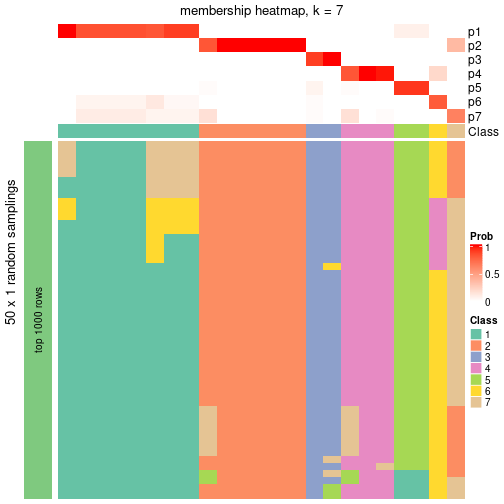 membership heatmap, k = 7
p1
p2
p3
p4
p5
p6
p7
Class
50 x 1 random samplings
top 1000 rows
Prob
1
0.5
0
Class
1
2
3
4
5
6
7